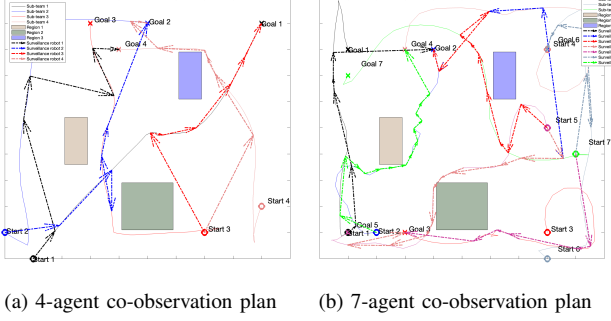 Sub-team 1
Sub-team 2
Sub-team 3
Sub-team 4
Region 1
Region 2
Region 3
Surveillance robot 1
Surveillance robot 2
Surveillance robot 3
Surveillance robot 4
Goal 3
Goal 2
Goal 1
Goal 4
Start 4
Start 2
Start 3
Start 1
Goal 1
Goal 4
Goal 2
Goal 6
Start 4
Goal 7
Start 5
Start 7
Goal 5
Start 1
Start 2
Goal 3
Start 3
Start 6
(a) 4-agent co-observation plan
(b) 7-agent co-observation plan